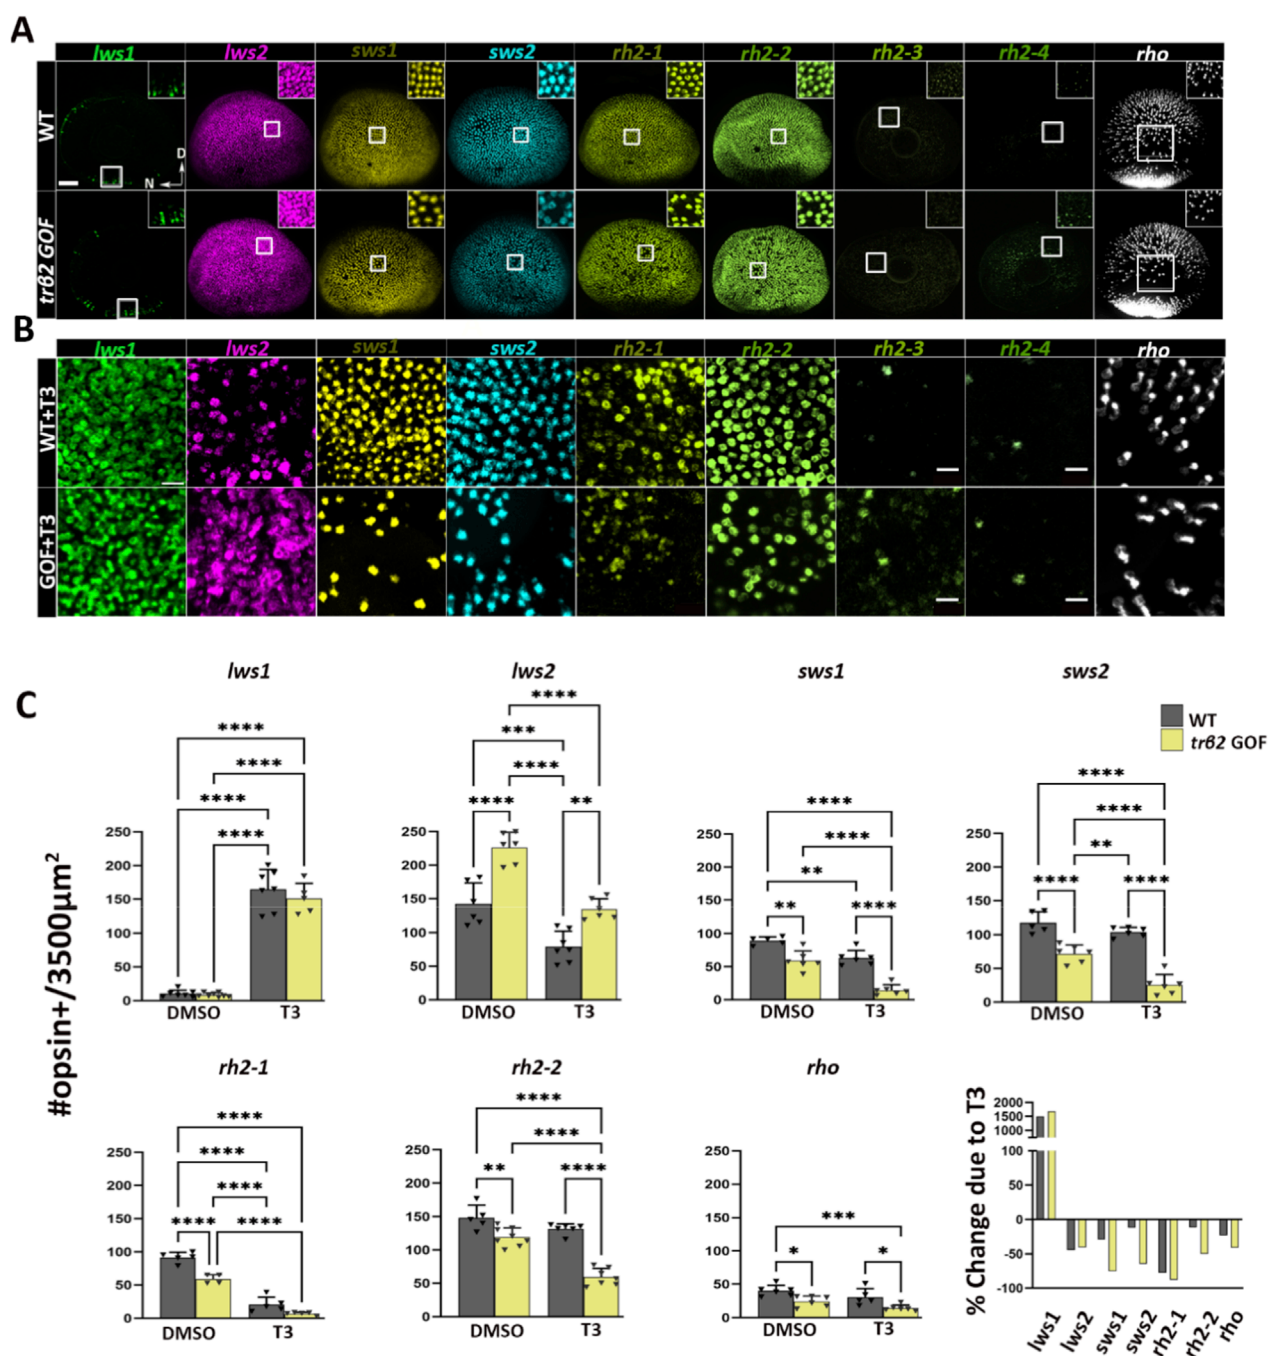 A
lws1 lws2 sws1 sws2 rh2-1 rh2-2 rh2-3 rh2-4 rho
WT
D
N
trβ2 GOF
B
lws1 lws2 sws1 sws2 rh2-1 rh2-2 rh2-3 rh2-4 rho
WT+T3
GOF+T3
C
#opsin+/3500µm²
lws1
****
****
****
****
250
200
150
100
50
0
DMSO T3
lws2
****
***
****
**** **
250
200
150
100
50
0
DMSO T3
sws1
****
****
**
** ****
250
200
150
100
50
0
DMSO T3
sws2
****
****
**
**** ****
250
200
150
100
50
0
DMSO T3
WT
trβ2 GOF
rh2-1
****
****
****
**** ****
250
200
150
100
50
0
DMSO T3
rh2-2
****
****
** ****
250
200
150
100
50
0
DMSO T3
rho
***
* *
250
200
150
100
50
0
DMSO T3
% Change due to T3
2000
1500
1000
100
50
0
-50
-100
lws1 lws2 sws1 sws2 rh2-1 rh2-2 rho